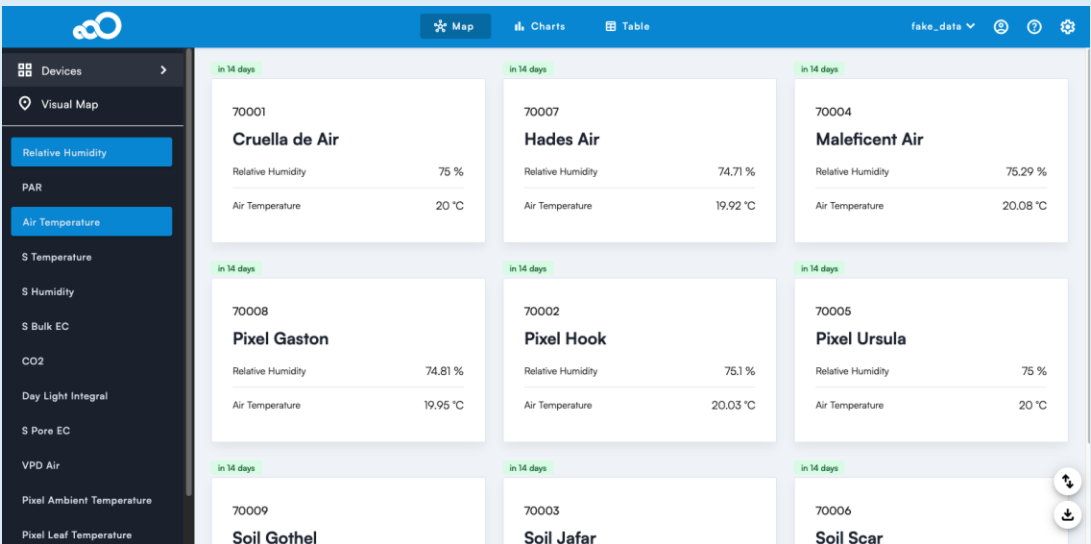 Map
Charts
Table
fake_data
Devices
Visual Map
Relative Humidity
PAR
Air Temperature
S Temperature
S Humidity
S Bulk EC
CO2
Day Light Integral
S Pore EC
VPD Air
Pixel Ambient Temperature
Pixel Leaf Temperature
in 14 days
70001
Cruella de Air
Relative Humidity 75 %
Air Temperature 20 °C
in 14 days
70007
Hades Air
Relative Humidity 74.71 %
Air Temperature 19.92 °C
in 14 days
70004
Maleficent Air
Relative Humidity 75.29 %
Air Temperature 20.08 °C
in 14 days
70008
Pixel Gaston
Relative Humidity 74.81 %
Air Temperature 19.95 °C
in 14 days
70002
Pixel Hook
Relative Humidity 75.1 %
Air Temperature 20.03 °C
in 14 days
70005
Pixel Ursula
Relative Humidity 75 %
Air Temperature 20 °C
in 14 days
70009
Soil Gothel
in 14 days
70003
Soil Jafar
in 14 days
70006
Soil Scar